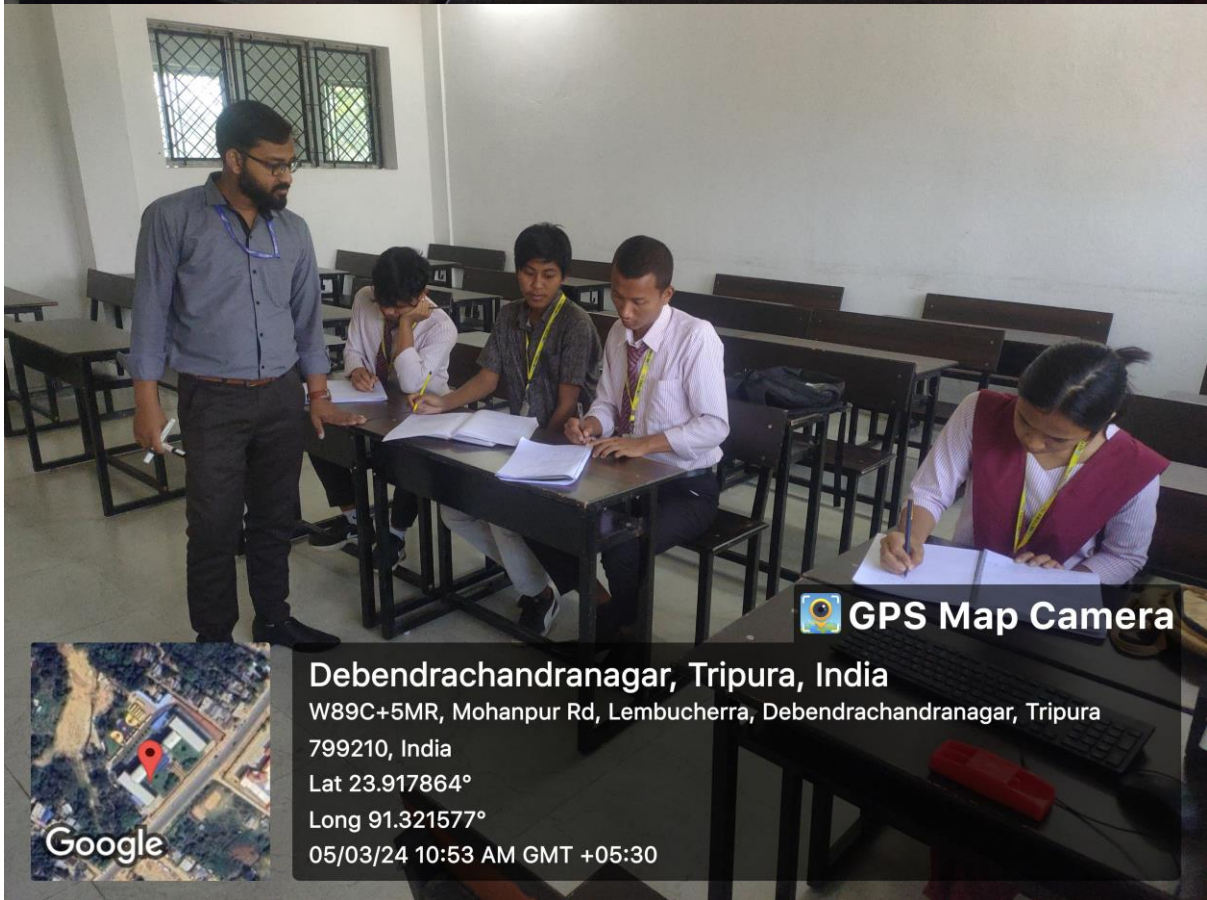 GPS Map Camera
Debendrachandranagar, Tripura, India
W89C+5MR, Mohanpur Rd, Lembucherra, Debendrachandranagar, Tripura
799210, India
Lat 23.917864°
Long 91.321577°
05/03/24 10:53 AM GMT +05:30
Google